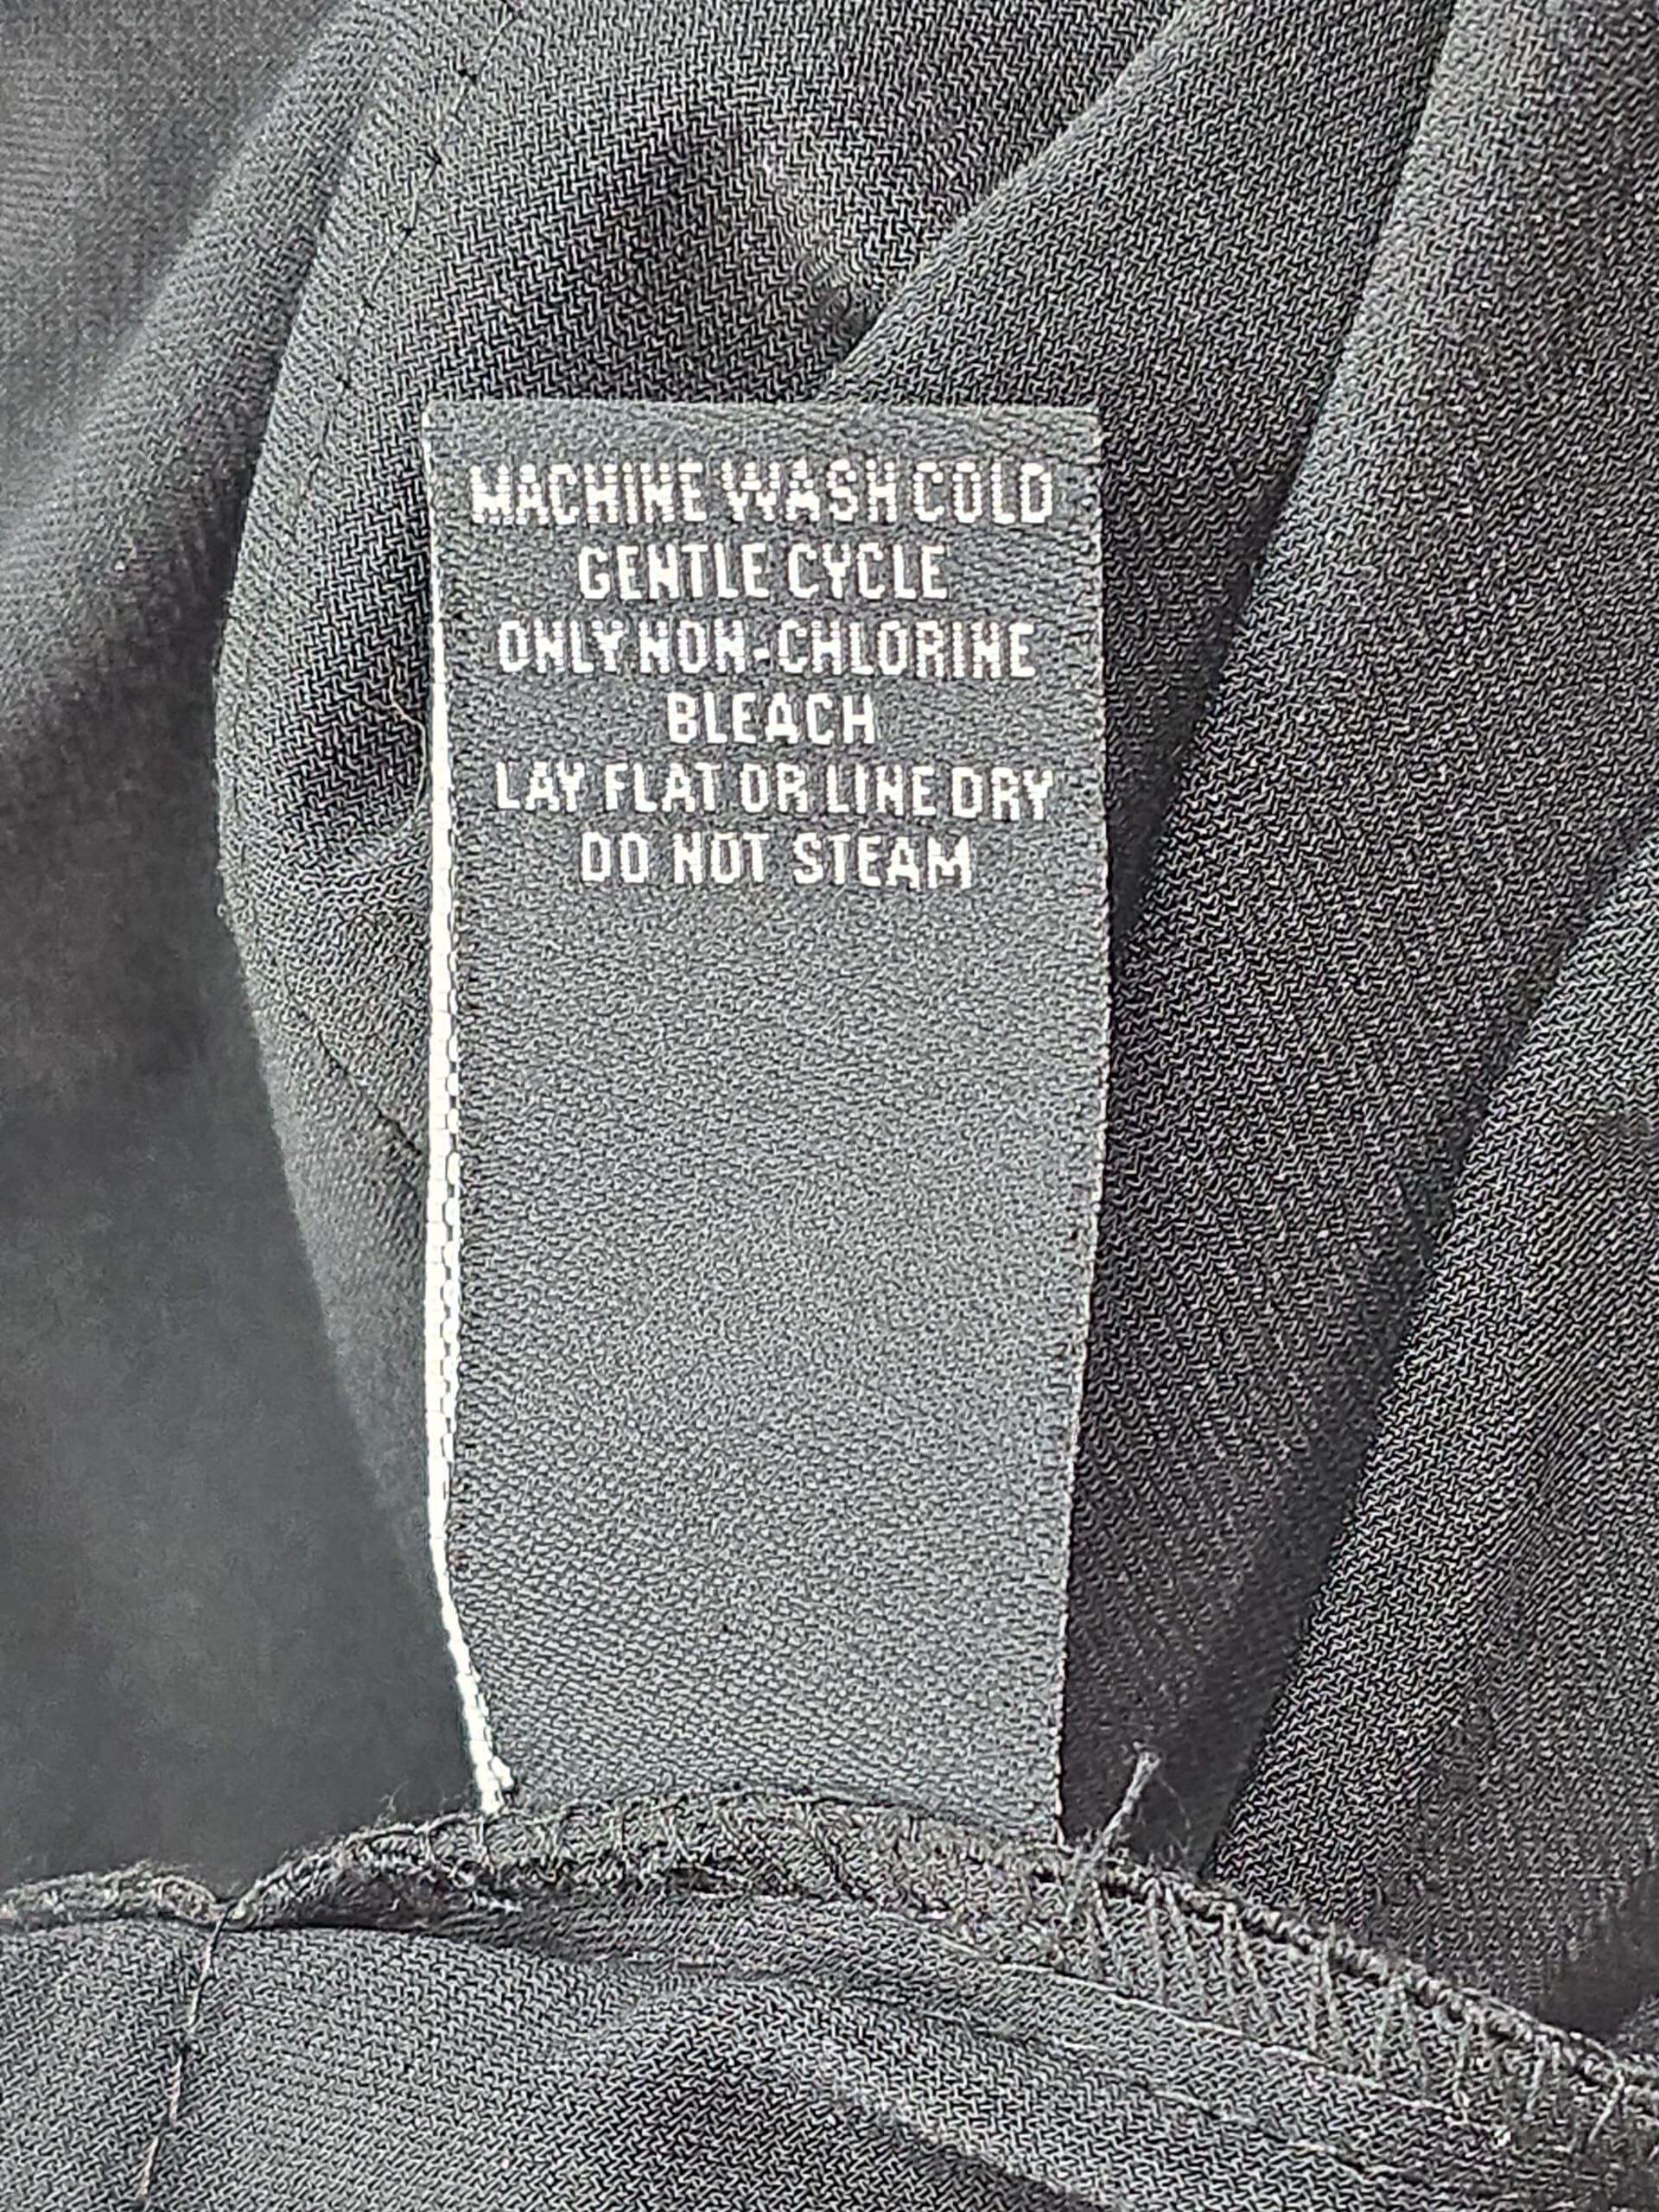 MACHINE WASH COLD
GENTLE CYCLE
ONLY NON-CHLORINE
BLEACH
LAY FLAT OR LINE DRY
DO NOT STEAM